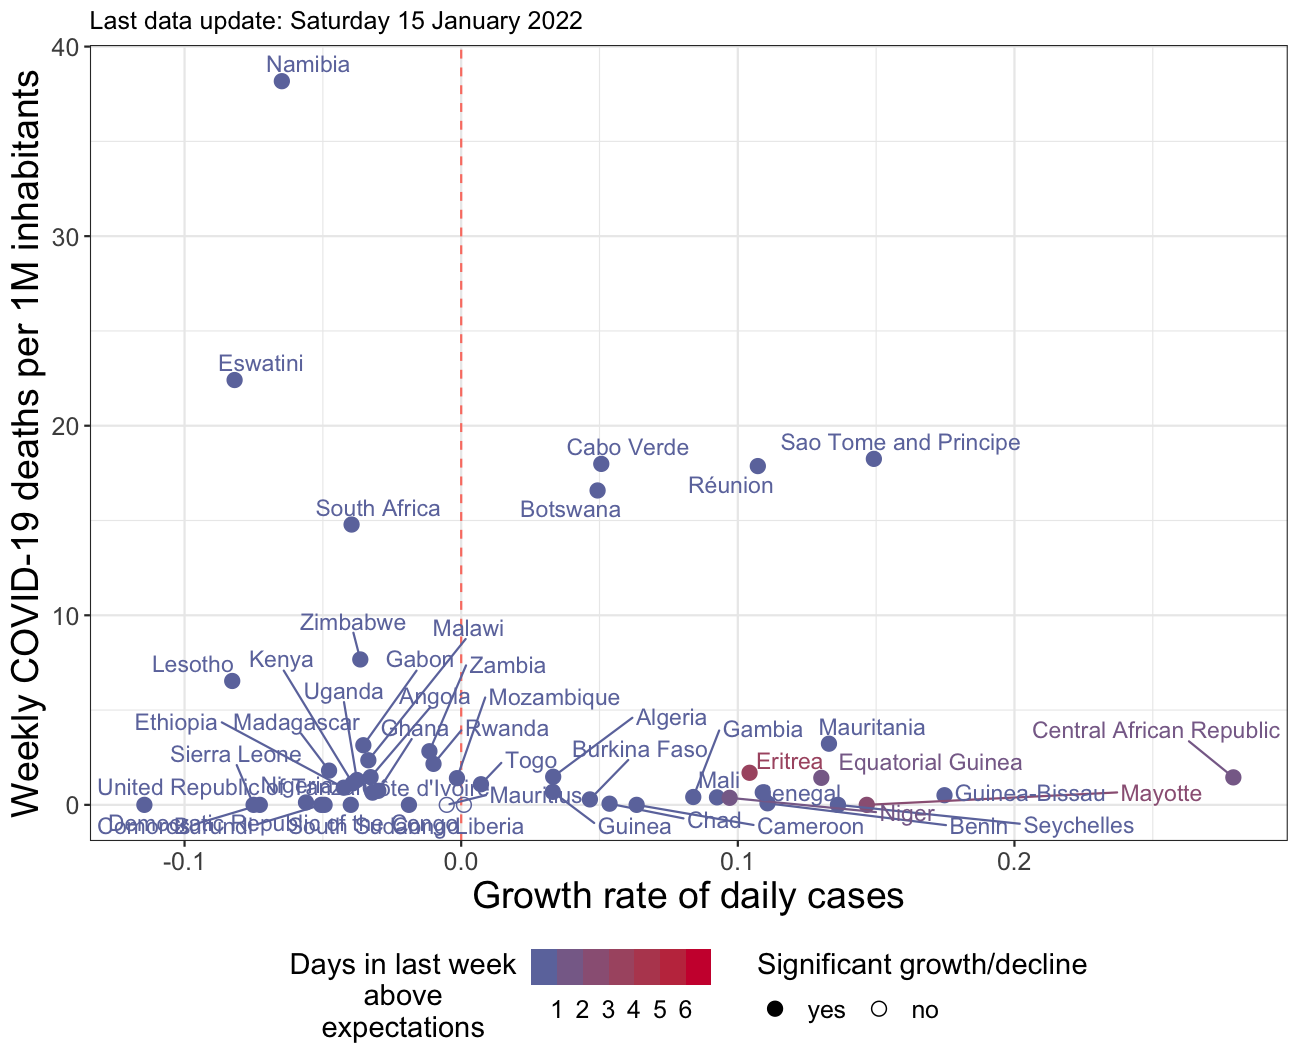 Last data update: Saturday 15 January 2022
Weekly COVID-19 deaths per 1M inhabitants
40
30
20
10
0
Namibia
Eswatini
Cabo Verde
Sao Tome and Principe
Réunion
Botswana
South Africa
Zimbabwe
Malawi
Lesotho
Kenya
Gabon
Zambia
Uganda
Angola
Mozambique
Ethiopia
Madagascar
Ghana
Rwanda
Algeria
Gambia
Mauritania
Central African Republic
Sierra Leone
Togo
Burkina Faso
Eritrea
Equatorial Guinea
United Republic of Tanzania
Nigeria
Côte d'Ivoire
Mauritius
Mali
Senegal
Guinea-Bissau
Mayotte
Niger
Comoros
Democratic Republic of the Congo
Burundi
South Sudan
Congo
Liberia
Guinea
Chad
Cameroon
Benin
Seychelles
-0.1
0.0
0.1
0.2
Growth rate of daily cases
Days in last week
above
expectations
1 2 3 4 5 6
Significant growth/decline
yes
no